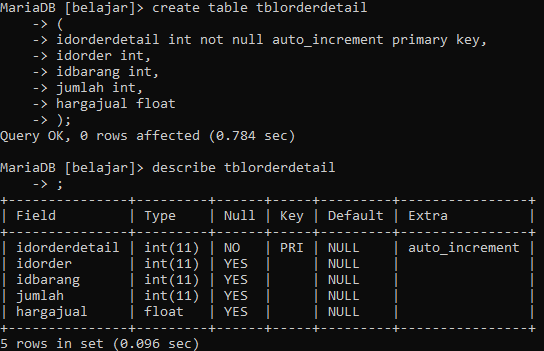 MariaDB [belajar]> create table tblorderdetail
    -> (
    -> idorderdetail int not null auto_increment primary key,
    -> idorder int,
    -> idbarang int,
    -> jumlah int,
    -> hargajual float
    -> );
Query OK, 0 rows affected (0.784 sec)

MariaDB [belajar]> describe tblorderdetail
    -> ;
+---------------+---------+------+-----+---------+----------------+
| Field         | Type    | Null | Key | Default | Extra          |
+---------------+---------+------+-----+---------+----------------+
| idorderdetail | int(11) | NO   | PRI | NULL    | auto_increment |
| idorder       | int(11) | YES  |     | NULL    |                |
| idbarang      | int(11) | YES  |     | NULL    |                |
| jumlah        | int(11) | YES  |     | NULL    |                |
| hargajual     | float   | YES  |     | NULL    |                |
+---------------+---------+------+-----+---------+----------------+
5 rows in set (0.096 sec)